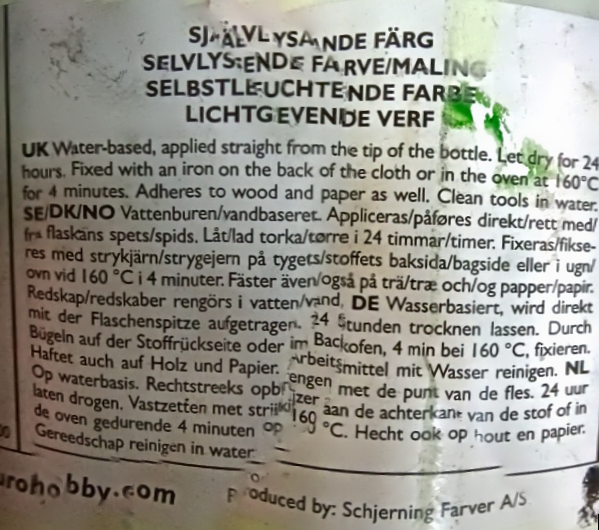 SJÄLVLYSANDE FÄRG
SELVLYSENDE FARVE/MALING
SELBSTLEUCHTENDE FARBE
LICHTGEVENDE VERF
UK Water-based, applied straight from the tip of the bottle. Let dry for 24
hours. Fixed with an iron on the back of the cloth or in the oven at 160°C
for 4 minutes. Adheres to wood and paper as well. Clean tools in water.
SE/DK/NO Vattenburen/vandbaseret. Appliceras/påføres direkt/rett med/
fra flaskans spets/spids. Låt/lad torka/tørre i 24 timmar/timer. Fixeras/fikse-
res med strykjärn/strygejern på tygets/stoffets baksida/bagside eller i ugn/
ovn vid 160 °C i 4 minuter. Fäster även/også på trä/træ och/og papper/papir.
Redskap/redskaber rengörs i vatten/vand. DE Wasserbasiert, wird direkt
mit der Flaschenspitze aufgetragen. 24 Stunden trocknen lassen. Durch
Bügeln auf der Stoffrückseite oder im Backofen, 4 min bei 160 °C, fixieren.
Haftet auch auf Holz und Papier. Arbeitsmittel mit Wasser reinigen. NL
Op waterbasis. Rechtstreeks opbrengen met de punt van de fles. 24 uur
laten drogen. Vastzetten met strijkijzer aan de achterkant van de stof of in
de oven gedurende 4 minuten op 160 °C. Hecht ook op hout en papier.
Gereedschap reinigen in water
urohobby.com
Produced by: Schjerning Farver A/S